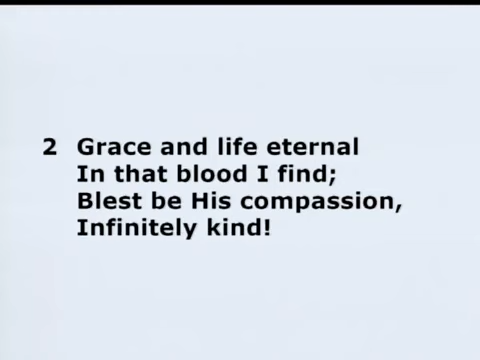 2 Grace and life eternal
In that blood I find;
Blest be His compassion,
Infinitely kind!